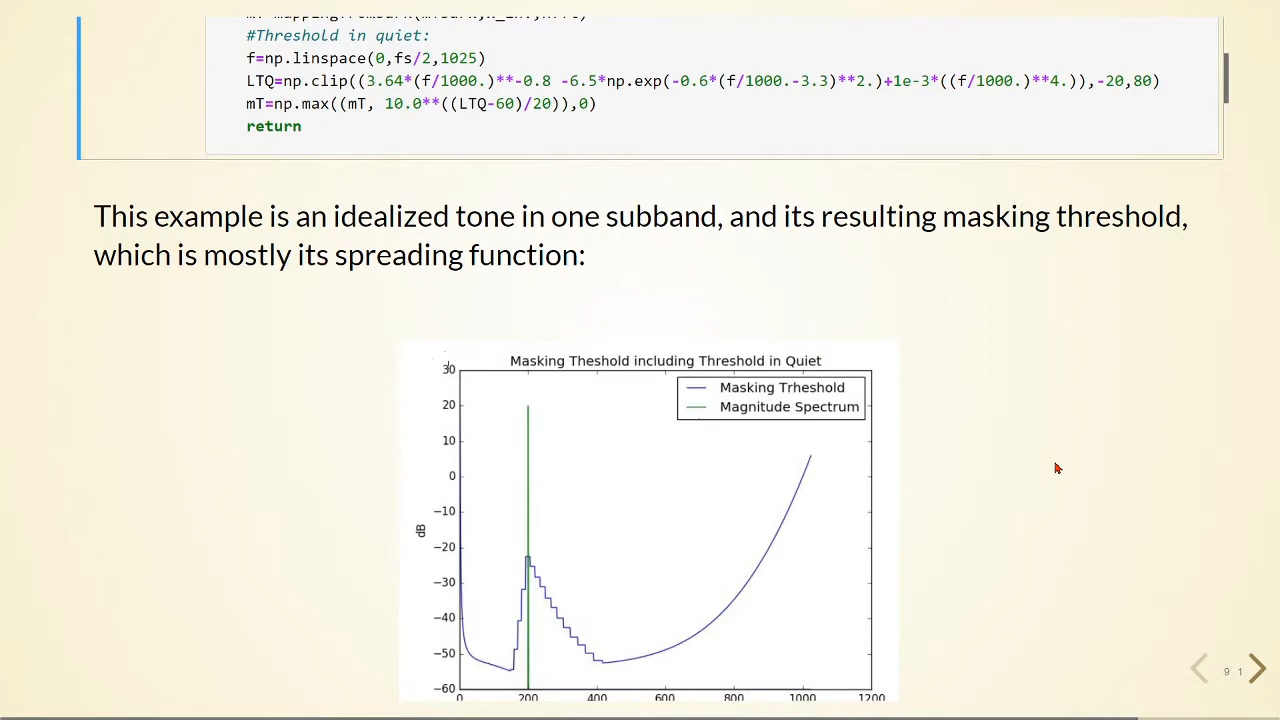 #Threshold in quiet:
f=np.linspace(0,fs/2,1025)
LTQ=np.clip((3.64*(f/1000.)**-0.8 -6.5*np.exp(-0.6*(f/1000.-3.3)**2.)+1e-3*((f/1000.)**4.)),-20,80)
mT=np.max((mT, 10.0**((LTQ-60)/20)),0)
return
This example is an idealized tone in one subband, and its resulting masking threshold,
which is mostly its spreading function:
Masking Theshold including Threshold in Quiet
Masking Trheshold
Magnitude Spectrum
30
20
10
0
−10
−20
−30
−40
−50
−60
dB
0 200 400 600 800 1000 1200
9.1